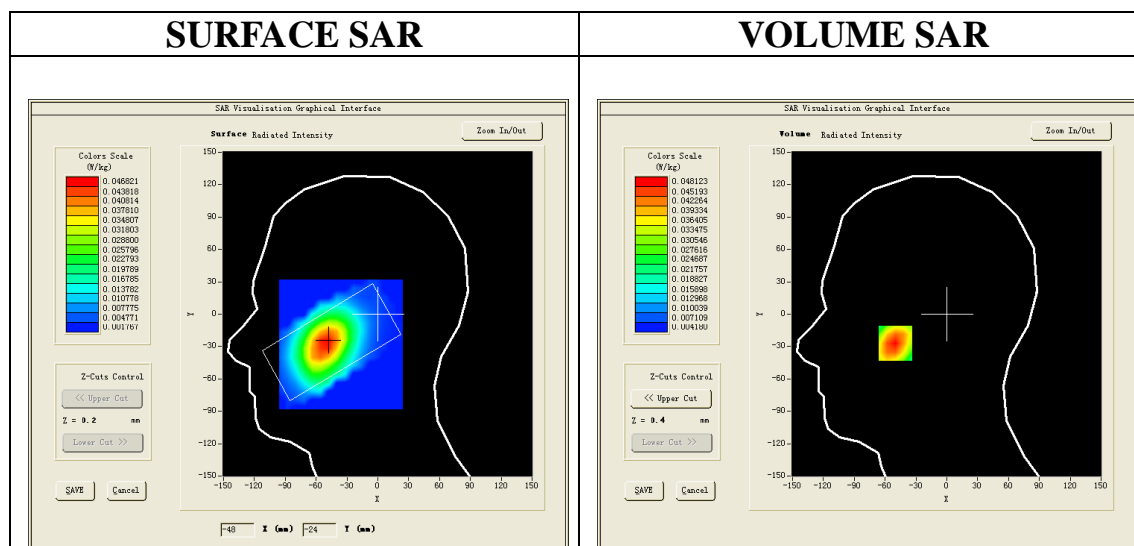 SURFACE SAR
VOLUME SAR
SAR Visualisation Graphical Interface
Surface Radiated Intensity
Zoom In/Out
Colors Scale
(W/kg)
0.046821
0.043818
0.040814
0.037810
0.034807
0.031803
0.028800
0.025796
0.022793
0.019789
0.016785
0.013782
0.010778
0.007775
0.004771
0.001767
150
120
90
60
30
0
-30
-60
-90
-120
-150
Y
-150 -120 -90 -60 -30 0 30 60 90 120 150
X
Z-Cuts Control
<< Upper Cut
Z = 0.2 mm
Lower Cut >>
SAVE Cancel
-48 X (mm) -24 Y (mm)
SAR Visualisation Graphical Interface
Volume Radiated Intensity
Zoom In/Out
Colors Scale
(W/kg)
0.048123
0.045193
0.042264
0.039334
0.036405
0.033475
0.030546
0.027616
0.024687
0.021757
0.018827
0.015898
0.012968
0.010039
0.007109
0.004180
150
120
90
60
30
0
-30
-60
-90
-120
-150
Y
-150 -120 -90 -60 -30 0 30 60 90 120 150
X
Z-Cuts Control
<< Upper Cut
Z = 0.4 mm
Lower Cut >>
SAVE Cancel